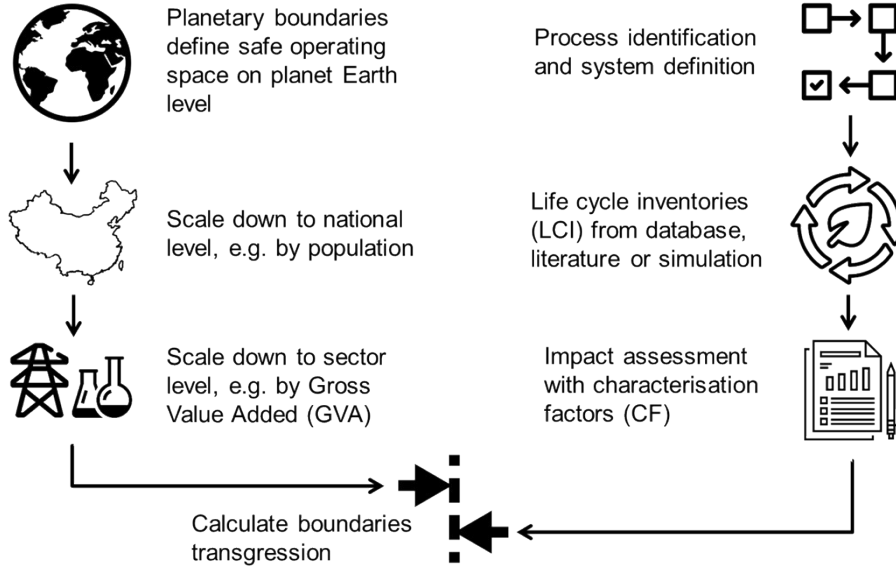 Planetary boundaries
define safe operating
space on planet Earth
level
Process identification
and system definition
Scale down to national
level, e.g. by population
Life cycle inventories
(LCI) from database,
literature or simulation
Scale down to sector
level, e.g. by Gross
Value Added (GVA)
Impact assessment
with characterisation
factors (CF)
Calculate boundaries
transgression